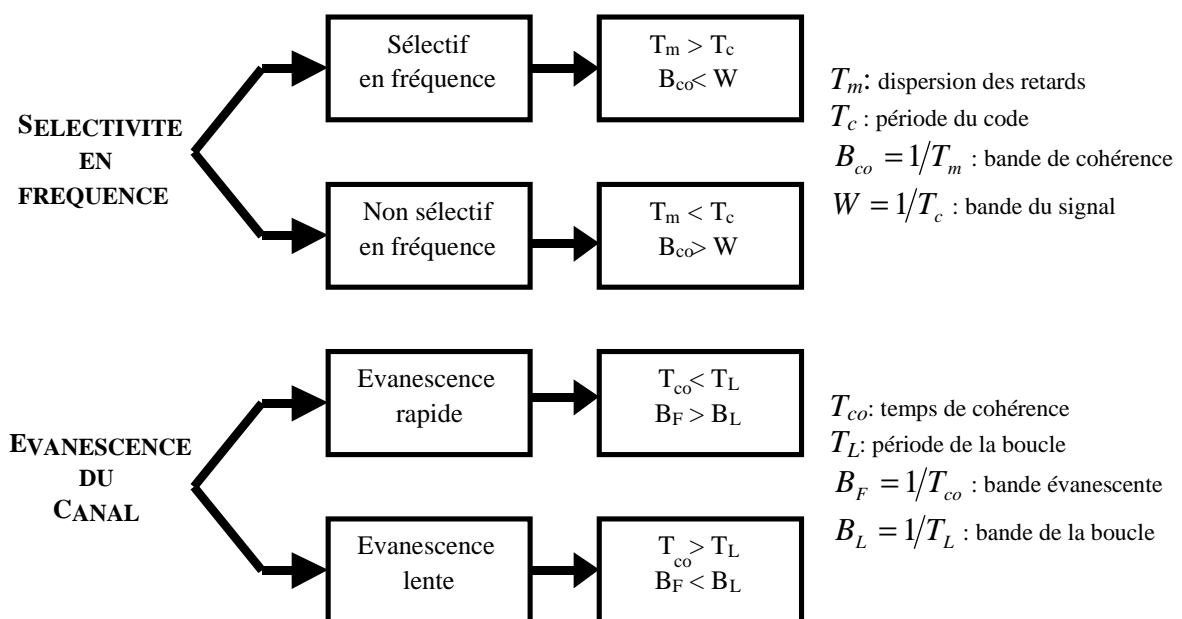 SELECTIVITE
EN
FREQUENCE
Sélectif
en fréquence
T_m > T_c
B_co < W
Non sélectif
en fréquence
T_m < T_c
B_co > W
T_m: dispersion des retards
T_c : période du code
B_co = 1/T_m : bande de cohérence
W = 1/T_c : bande du signal
EVANESCENCE
DU
CANAL
Evanescence
rapide
T_co < T_L
B_F > B_L
Evanescence
lente
T_co > T_L
B_F < B_L
T_co: temps de cohérence
T_L: période de la boucle
B_F = 1/T_co : bande évanescente
B_L = 1/T_L : bande de la boucle